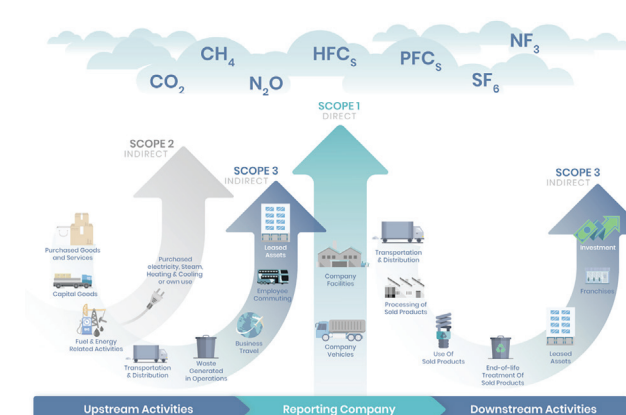 NF3
CH4
HFCS
PFCS
CO2
N2O
SF6
SCOPE 1
DIRECT
SCOPE 2
INDIRECT
SCOPE 3
INDIRECT
SCOPE 3
INDIRECT
Purchased Goods
and Services
Capital Goods
Fuel & Energy
Related Activities
Purchased
electricity, Steam,
Heating & Cooling
or own use
Transportation
& Distribution
Waste
Generated
in Operations
Business
Travel
Employee
Commuting
Leased
Assets
Company
Facilities
Company
Vehicles
Transportation
& Distribution
Processing of
Sold Products
Use Of
Sold Products
End-of-life
Treatment Of
Sold Products
Leased
Assets
Franchises
Investment
Upstream Activities
Reporting Company
Downstream Activities